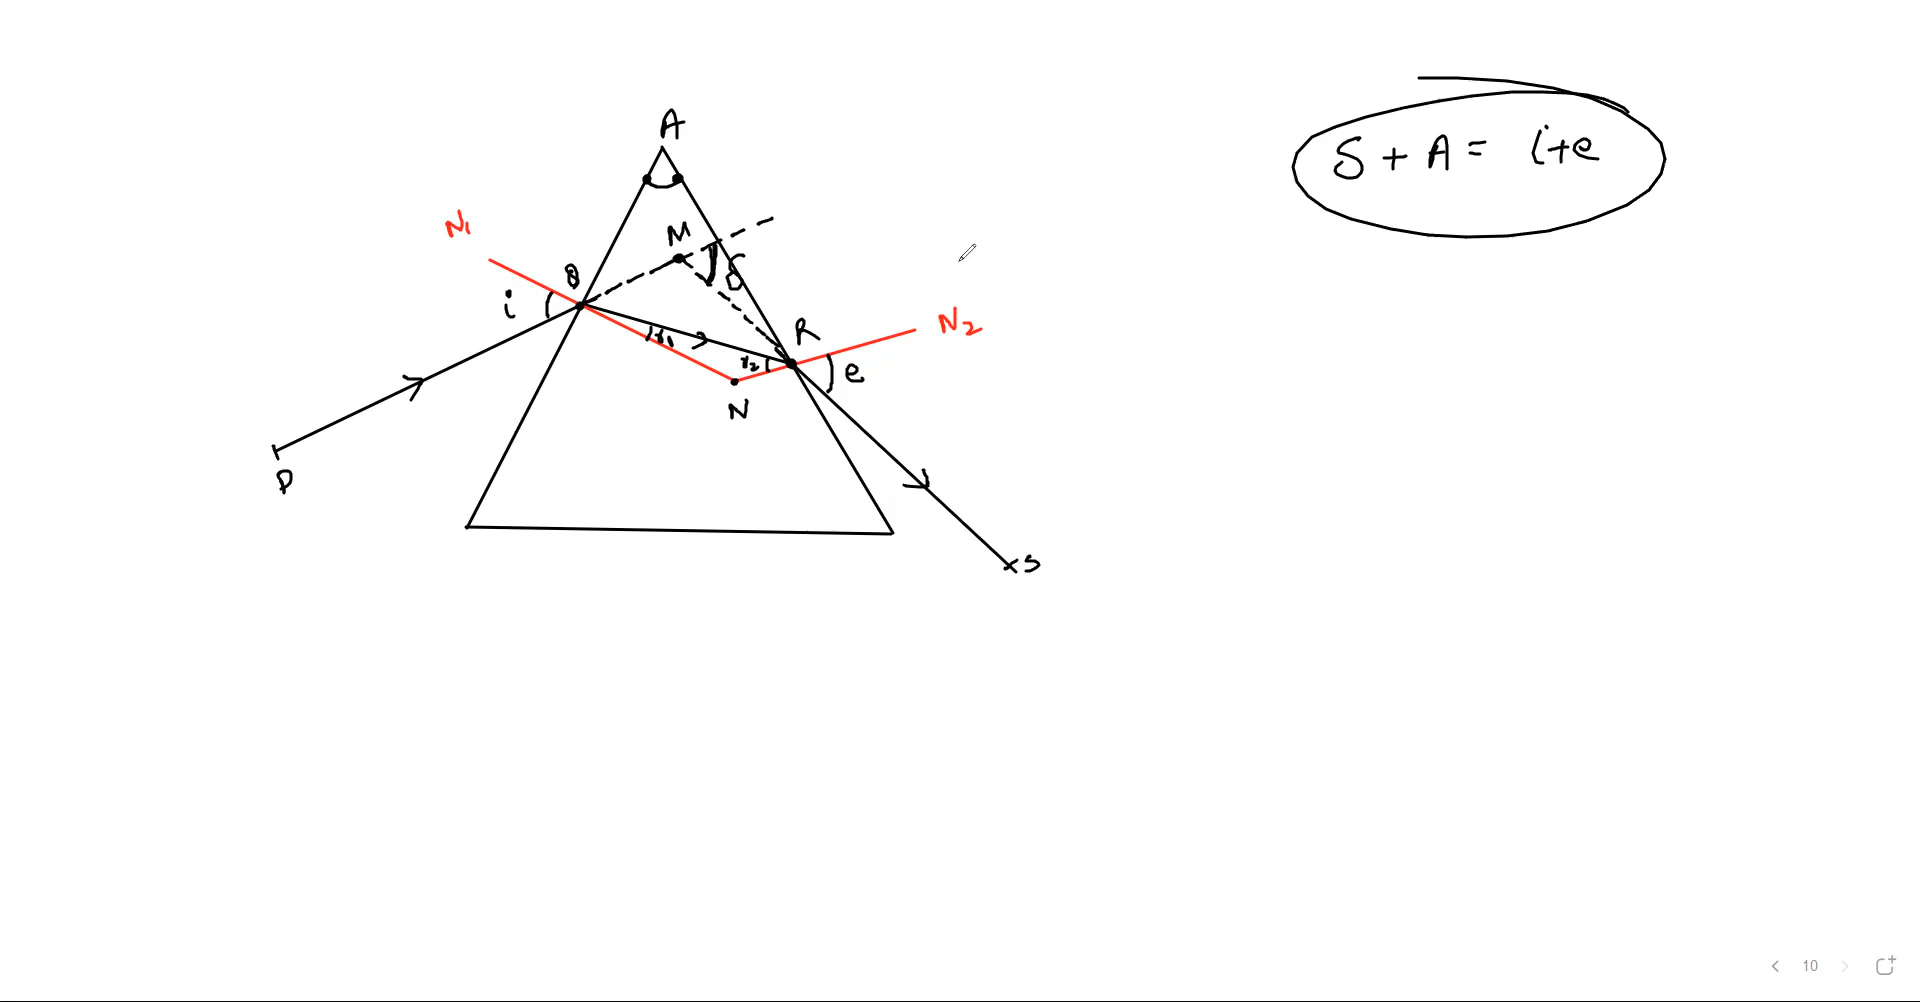 A
δ + A = i+e
N₁
M
Q
δ
i
R
N₂
r₁
r₂
e
N
P
S
10